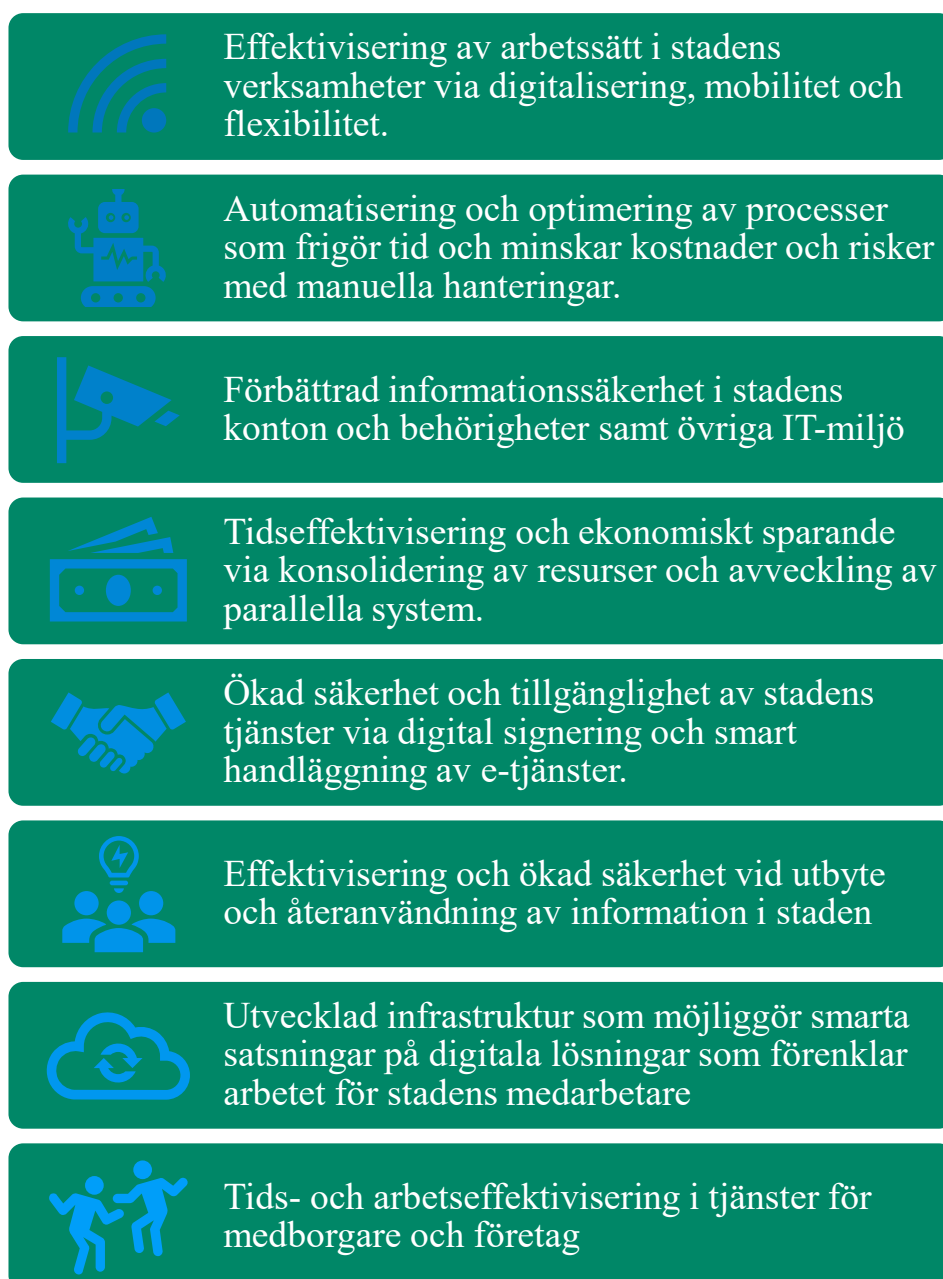 Effektivisering av arbetssätt i stadens
verksamheter via digitalisering, mobilitet och
flexibilitet.
Automatisering och optimering av processer
som frigör tid och minskar kostnader och risker
med manuella hanteringar.
Förbättrad informationssäkerhet i stadens
konton och behörigheter samt övriga IT-miljö
Tidseffektivisering och ekonomiskt sparande
via konsolidering av resurser och avveckling av
parallella system.
Ökad säkerhet och tillgänglighet av stadens
tjänster via digital signering och smart
handläggning av e-tjänster.
Effektivisering och ökad säkerhet vid utbyte
och återanvändning av information i staden
Utvecklad infrastruktur som möjliggör smarta
satsningar på digitala lösningar som förenklar
arbetet för stadens medarbetare
Tids- och arbetseffektivisering i tjänster för
medborgare och företag